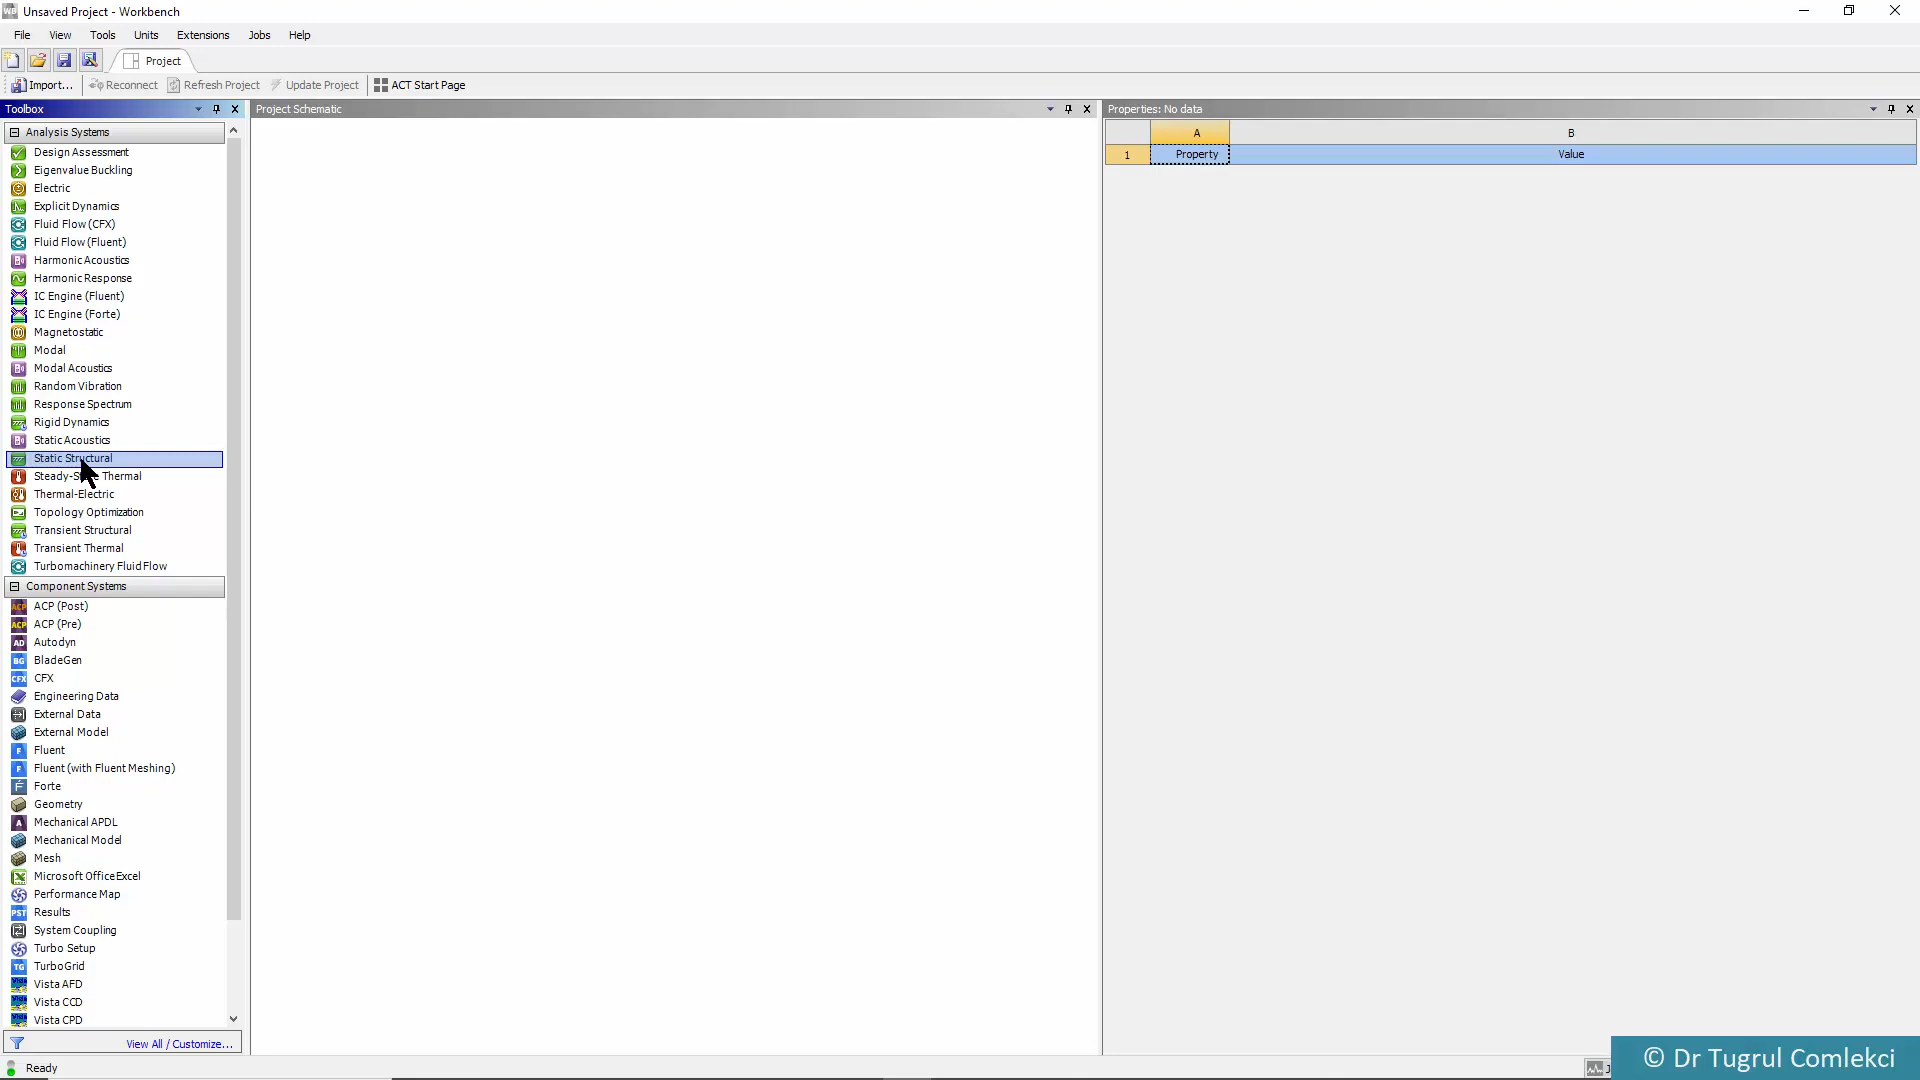 Unsaved Project - Workbench
File View Tools Units Extensions Jobs Help
Project
Import... Reconnect Refresh Project Update Project ACT Start Page
Toolbox
Analysis Systems
Design Assessment
Eigenvalue Buckling
Electric
Explicit Dynamics
Fluid Flow (CFX)
Fluid Flow (Fluent)
Harmonic Acoustics
Harmonic Response
IC Engine (Fluent)
IC Engine (Forte)
Magnetostatic
Modal
Modal Acoustics
Random Vibration
Response Spectrum
Rigid Dynamics
Static Acoustics
Static Structural
Steady-State Thermal
Thermal-Electric
Topology Optimization
Transient Structural
Transient Thermal
Turbomachinery Fluid Flow
Component Systems
ACP (Post)
ACP (Pre)
Autodyn
BladeGen
CFX
Engineering Data
External Data
External Model
Fluent
Fluent (with Fluent Meshing)
Forte
Geometry
Mechanical APDL
Mechanical Model
Mesh
Microsoft Office Excel
Performance Map
Results
System Coupling
Turbo Setup
TurboGrid
Vista AFD
Vista CCD
Vista CPD
View All / Customize...
Project Schematic
Properties: No data
A B
1 Property Value
Ready
© Dr Tugrul Comlekci